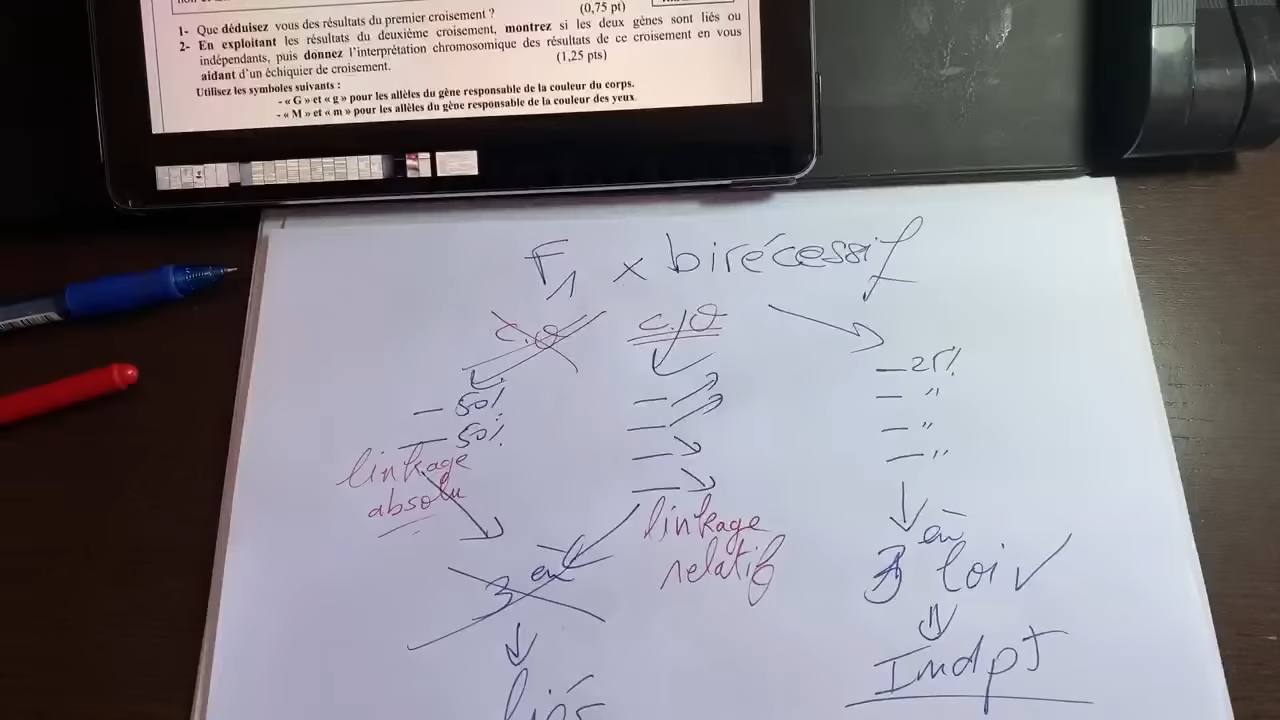 (0,75 pt)
1- Que déduisez vous des résultats du premier croisement ?
2- En exploitant les résultats du deuxième croisement, montrez si les deux gènes sont liés ou
indépendants, puis donnez l'interprétation chromosomique des résultats de ce croisement en vous
aidant d'un échiquier de croisement. (1,25 pts)
Utilisez les symboles suivants :
- « G » et « g » pour les allèles du gène responsable de la couleur du corps.
- « M » et « m » pour les allèles du gène responsable de la couleur des yeux.
F1 x birécessif
C.O C.O
— 50%
— 50%
linkage
absolu
linkage
relatif
— 25%
— "
— "
— "
3 èm
liés
3 èm loi ✓
Indpt